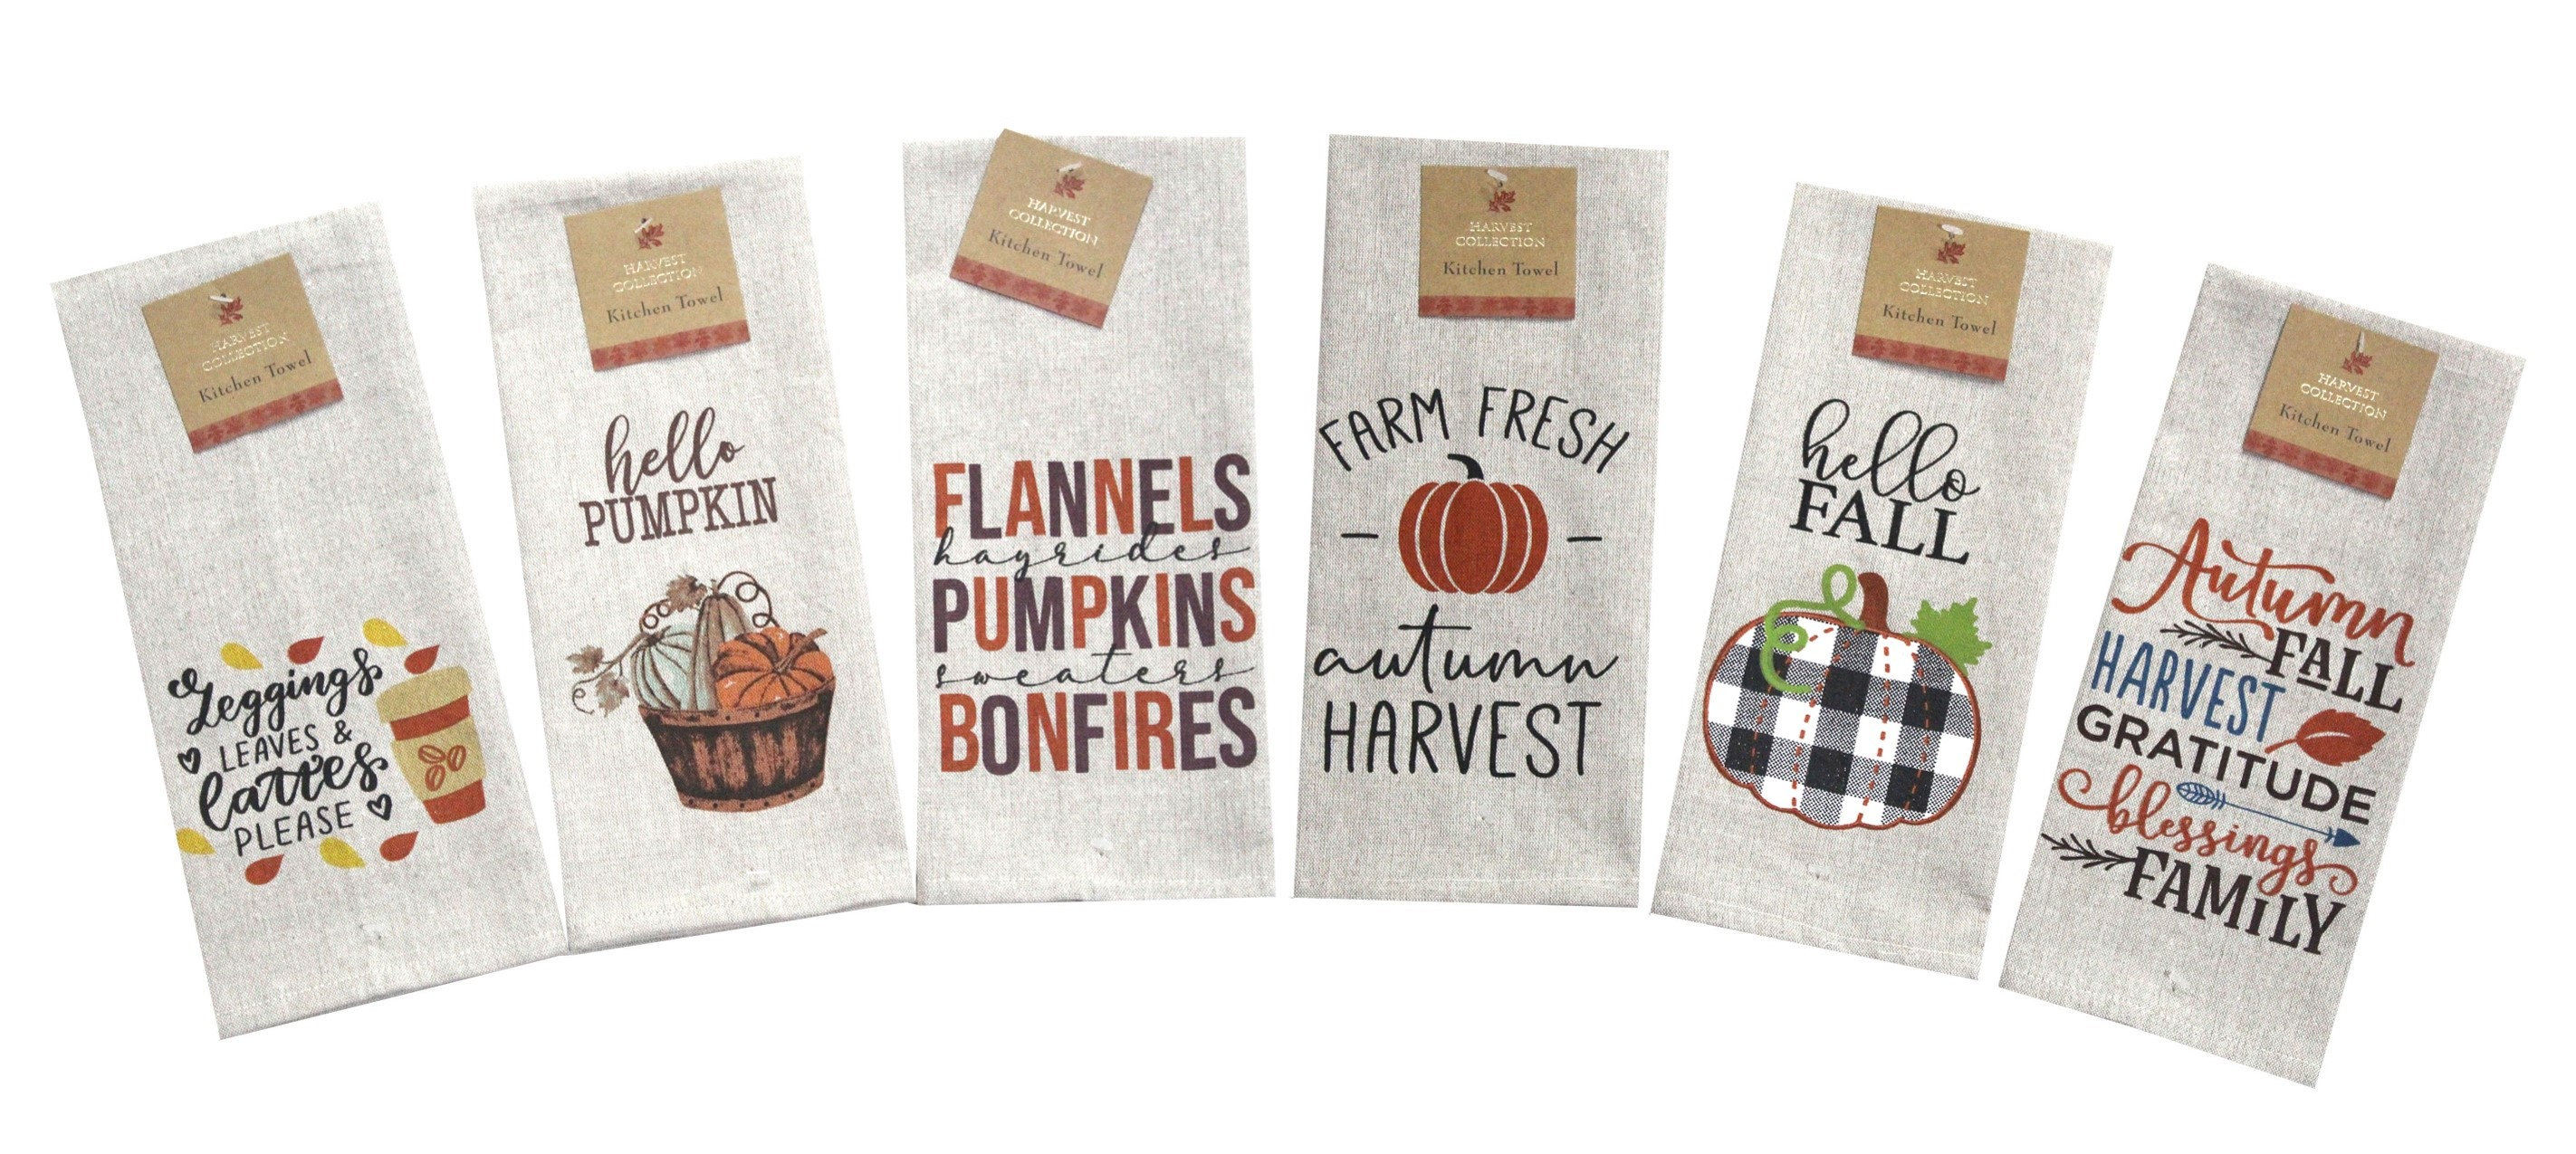 HARVEST
COLLECTION
Kitchen Towel
Leggings
LEAVES &
lattes
PLEASE
HARVEST
COLLECTION
Kitchen Towel
hello
PUMPKIN
HARVEST
COLLECTION
Kitchen Towel
FLANNELS
hayrides
PUMPKINS
sweaters
BONFIRES
HARVEST
COLLECTION
Kitchen Towel
FARM FRESH
autumn
HARVEST
HARVEST
COLLECTION
Kitchen Towel
hello
FALL
HARVEST
COLLECTION
Kitchen Towel
Autumn
FALL
HARVEST
GRATITUDE
blessings
FAMiLY